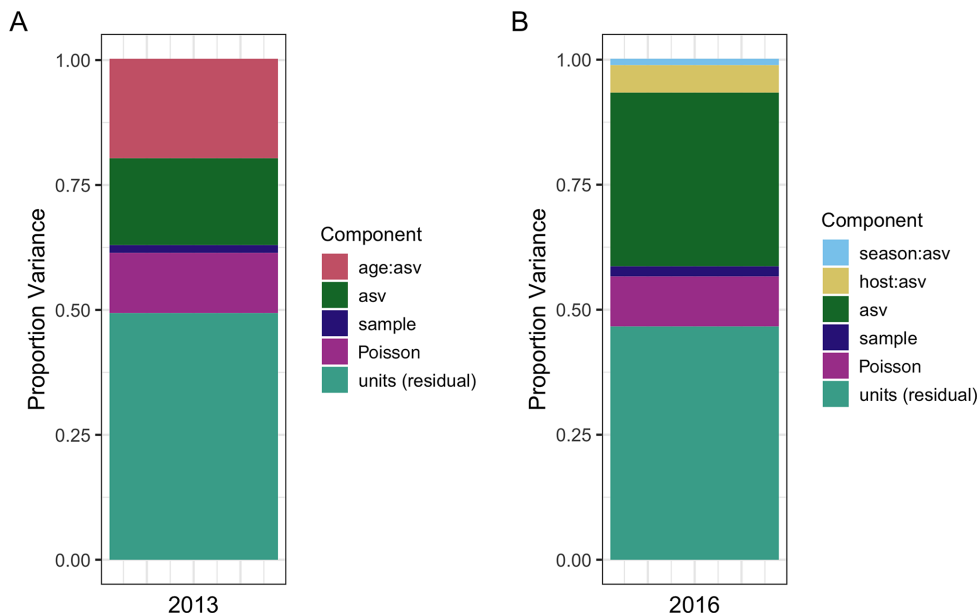 A
Proportion Variance
1.00
0.75
0.50
0.25
0.00
2013
Component
age:asv
asv
sample
Poisson
units (residual)
B
Proportion Variance
1.00
0.75
0.50
0.25
0.00
2016
Component
season:asv
host:asv
asv
sample
Poisson
units (residual)